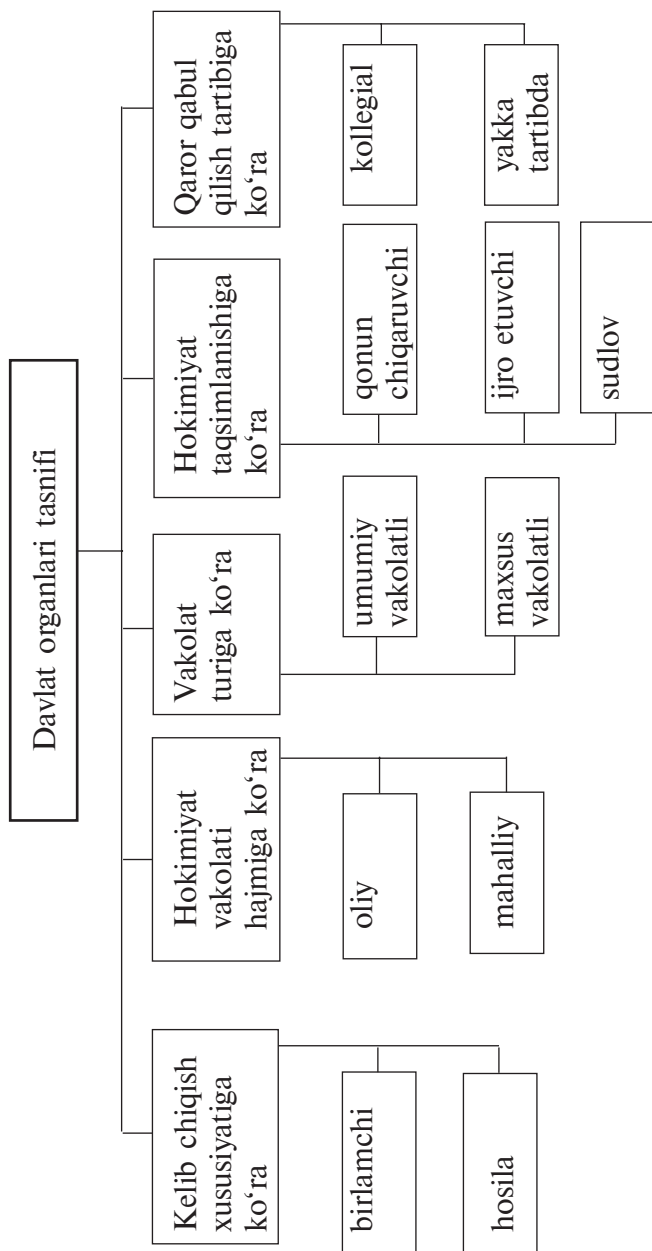 Davlat organlari tasnifi
Kelib chiqish
xususiyatiga
ko‘ra
birlamchi
hosila
Hokimiyat
vakolati
hajmiga ko‘ra
oliy
mahalliy
Vakolat
turiga ko‘ra
umumiy
vakolatli
maxsus
vakolatli
Hokimiyat
taqsimlanishiga
ko‘ra
qonun
chiqaruvchi
ijro etuvchi
sudlov
Qaror qabul
qilish tartibiga
ko‘ra
kollegial
yakka
tartibda